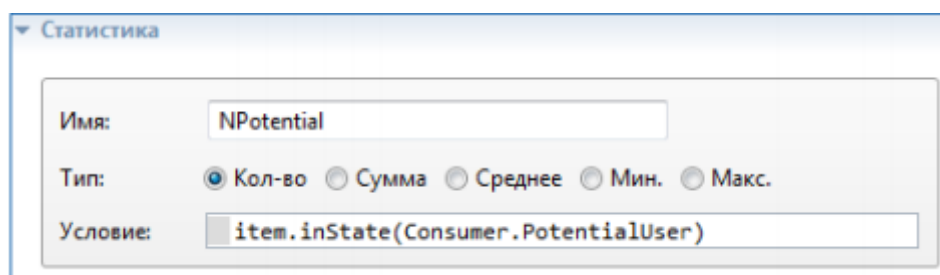 Статистика
Имя: NPotential
Тип: Кол-во Сумма Среднее Мин. Макс.
Условие: item.inState(Consumer.PotentialUser)